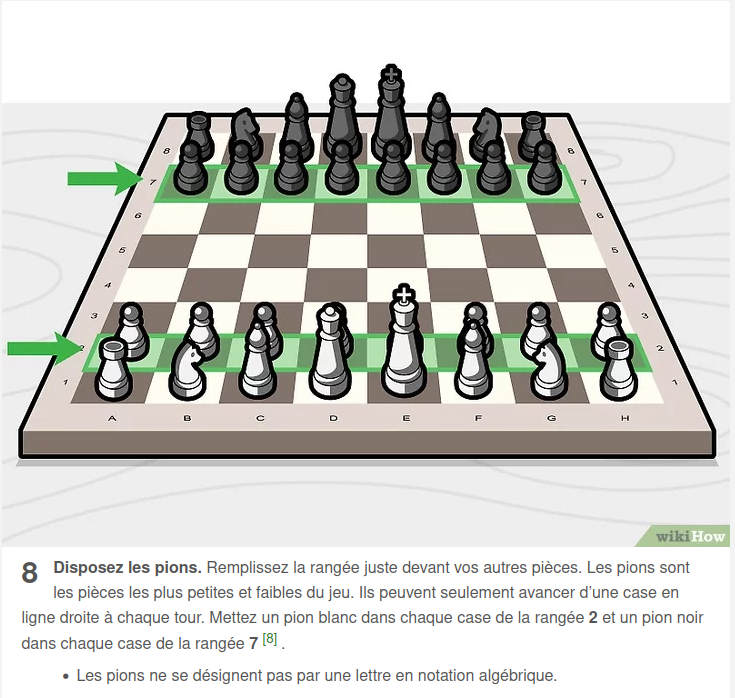 8 8
7 7
6 6
5 5
4 4
3 3
2 2
1 1
A B C D E F G H
wikiHow
8 Disposez les pions. Remplissez la rangée juste devant vos autres pièces. Les pions sont
les pièces les plus petites et faibles du jeu. Ils peuvent seulement avancer d’une case en
ligne droite à chaque tour. Mettez un pion blanc dans chaque case de la rangée 2 et un pion noir
dans chaque case de la rangée 7 [8] .
• Les pions ne se désignent pas par une lettre en notation algébrique.